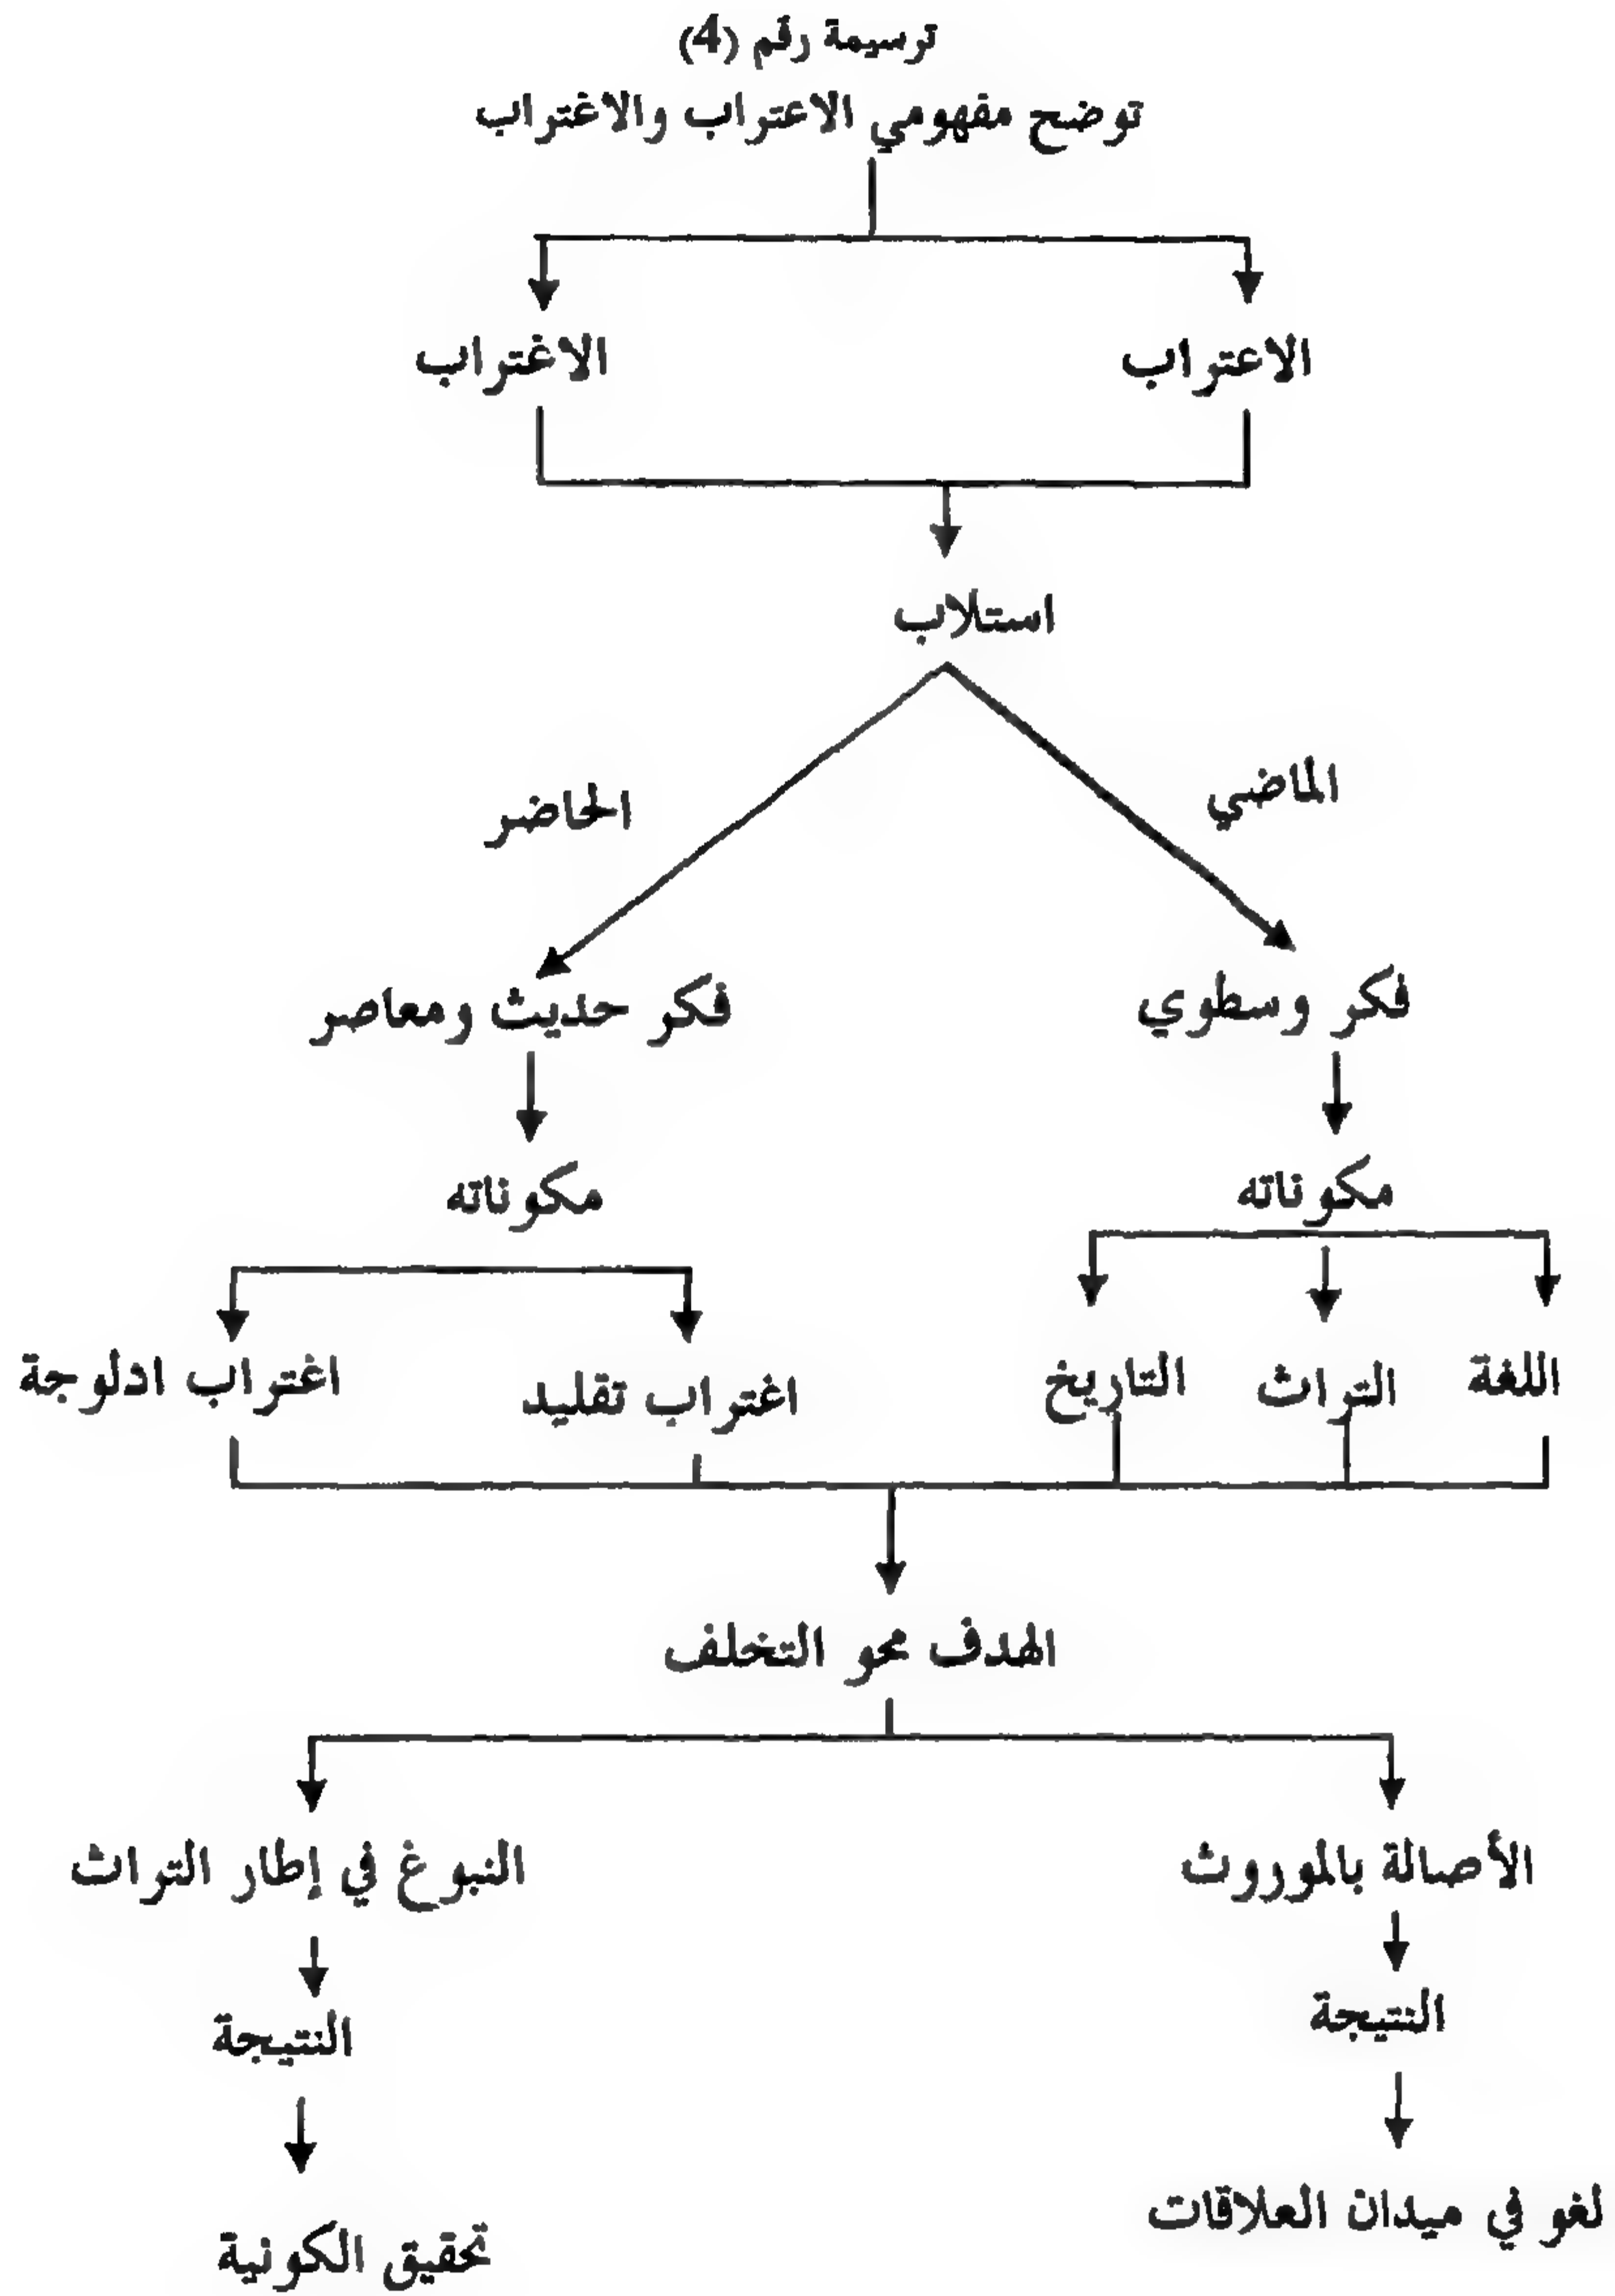 ترسيمة رقم (4)
توضح مفهومي الاعتراب والاغتراب
الاعتراب
الاغتراب
استلاب
الماضي
الحاضر
فكر وسطوي
فكر حديث ومعاصر
مكوناته
مكوناته
اللغة
التراث
التاريخ
اغتراب تقليد
اغتراب ادلوجة
الهدف محو التخلف
الأصالة بالموروث
النبوغ في إطار التراث
النتيجة
النتيجة
لغو في ميدان العلاقات
تحقيق الكونية